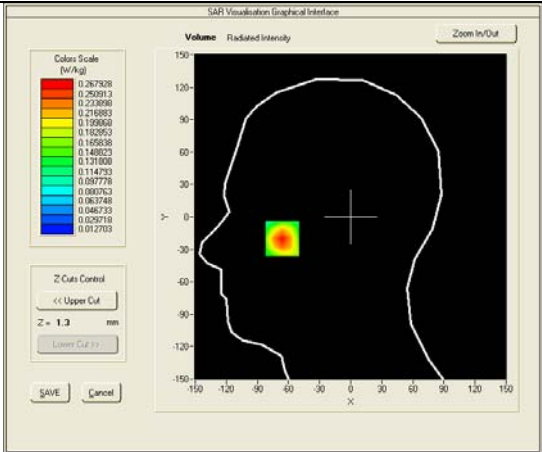 SAR Visualisation Graphical Interface
Volume Radiated Intensity
Zoom In/Out
Colors Scale
(W/kg)
0.267928
0.250913
0.233898
0.216883
0.199868
0.182853
0.165838
0.148823
0.131808
0.114793
0.097778
0.080763
0.063748
0.046733
0.029718
0.012703
Z-Cuts Control
<< Upper Cut
Z = 1.3 mm
Lower Cut >>
SAVE Cancel
150
120
90
60
30
0
-30
-60
-90
-120
-150
Y
-150 -120 -90 -60 -30 0 30 60 90 120 150
X